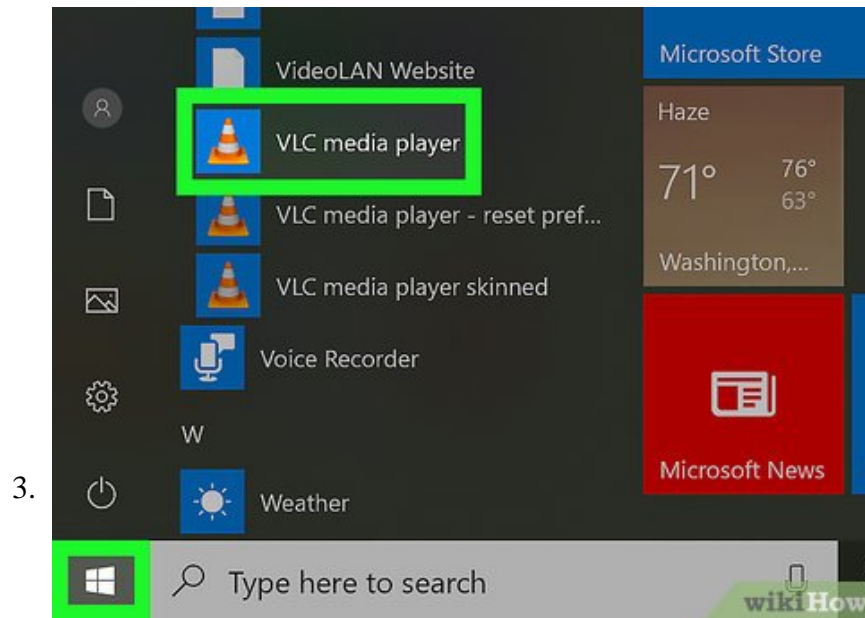 VideoLAN Website
VLC media player
VLC media player - reset pref...
VLC media player skinned
Voice Recorder
W
Weather
Microsoft Store
Haze
71° 76°
63°
Washington,...
Microsoft News
3.
Type here to search
wikiHow